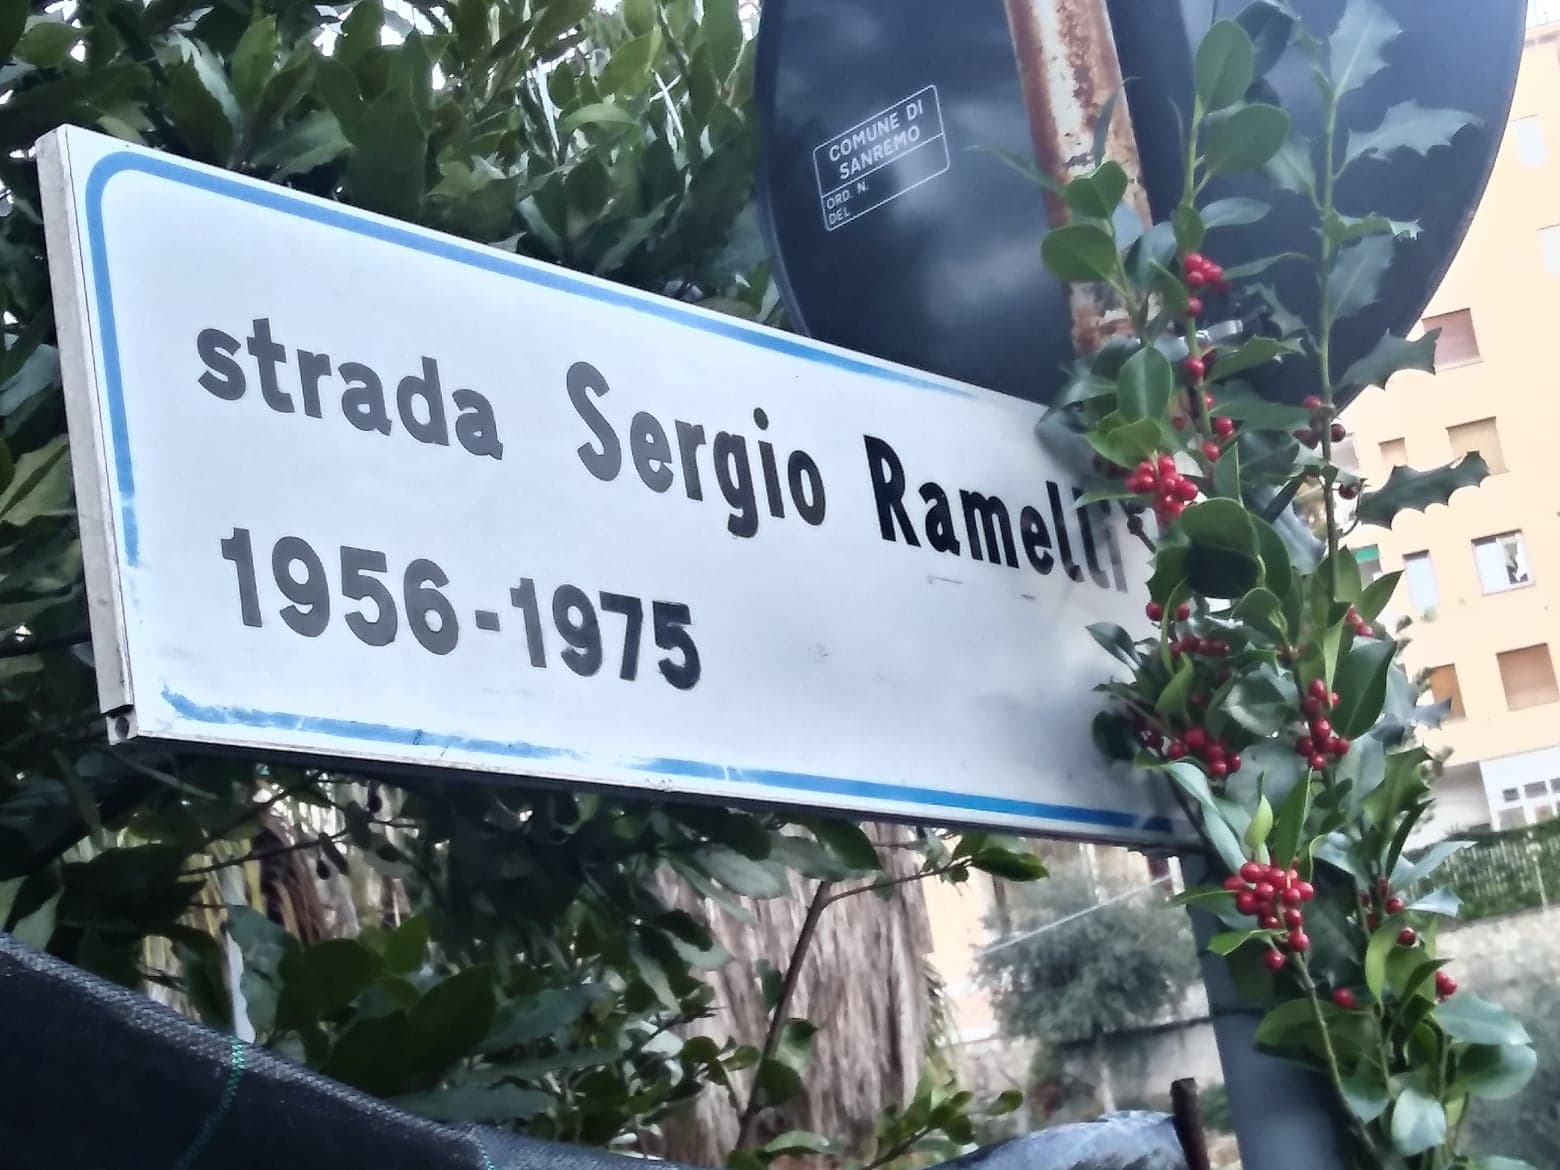 COMUNE DI
SANREMO
ORD. N.
DEL
strada Sergio Ramelli
1956-1975